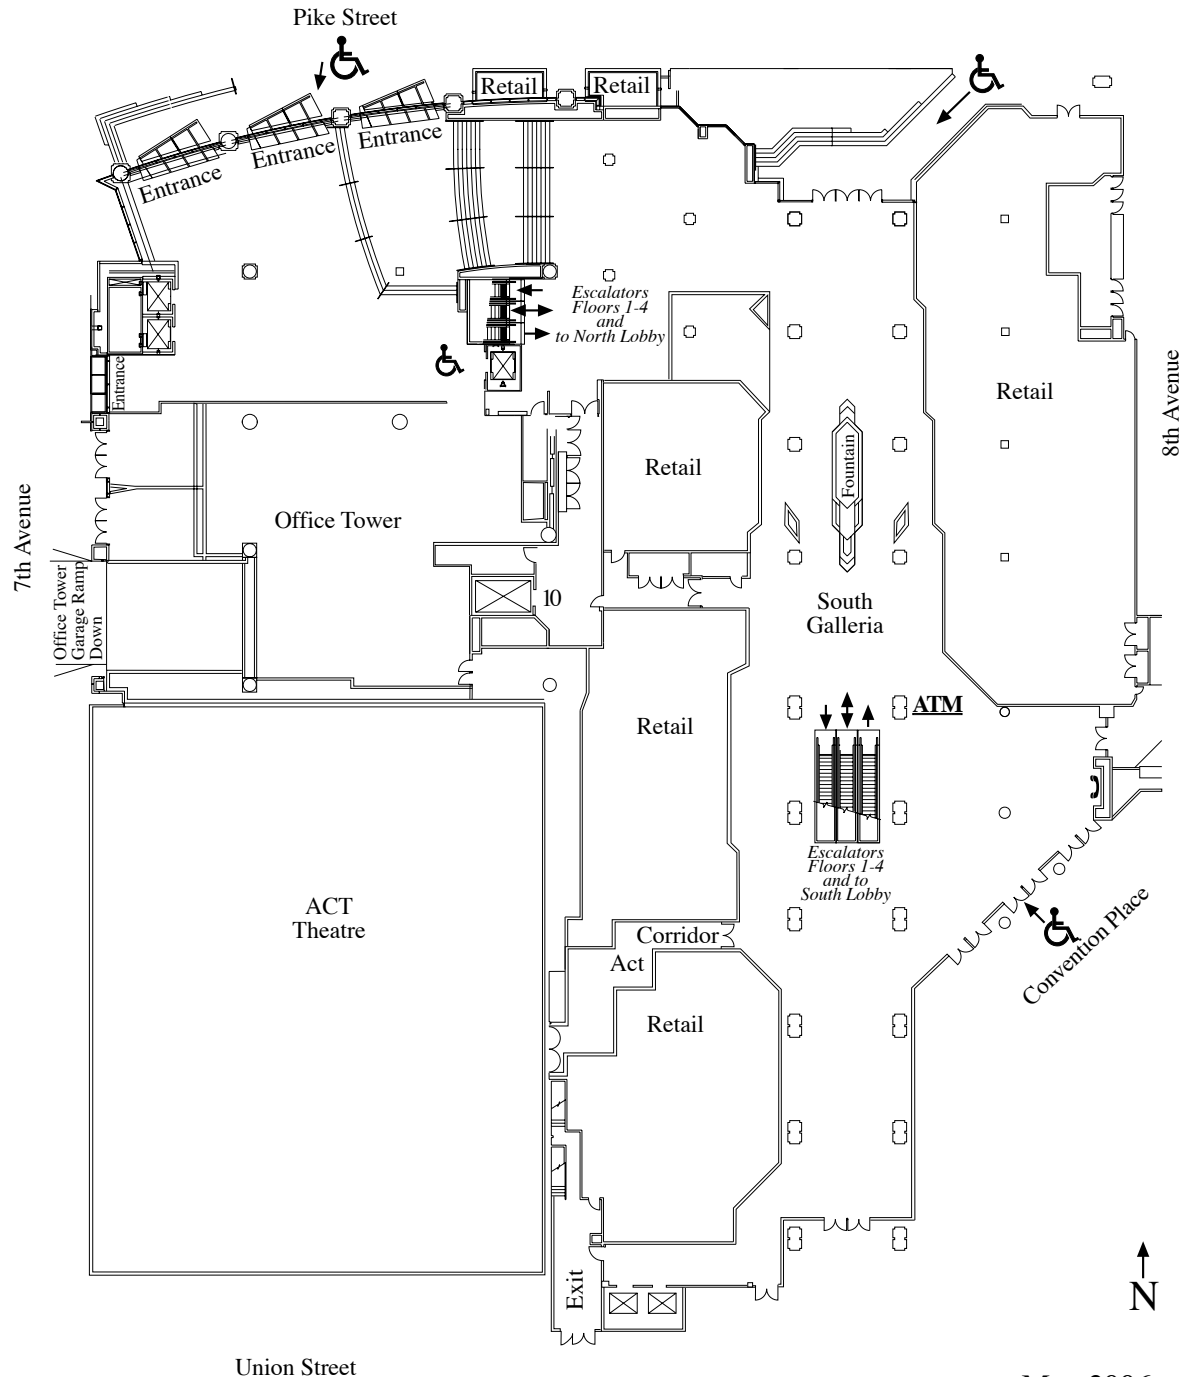 Pike Street
Retail
Retail
Entrance
Entrance
Entrance
Escalators
Floors 1-4
and
to North Lobby
Entrance
Retail
8th Avenue
Retail
Fountain
Office Tower
7th Avenue
Office Tower
Garage Ramp
Down
10
South
Galleria
ATM
Retail
Escalators
Floors 1-4
and to
South Lobby
ACT
Theatre
Corridor
Act
Convention Place
Retail
Exit
N
Union Street